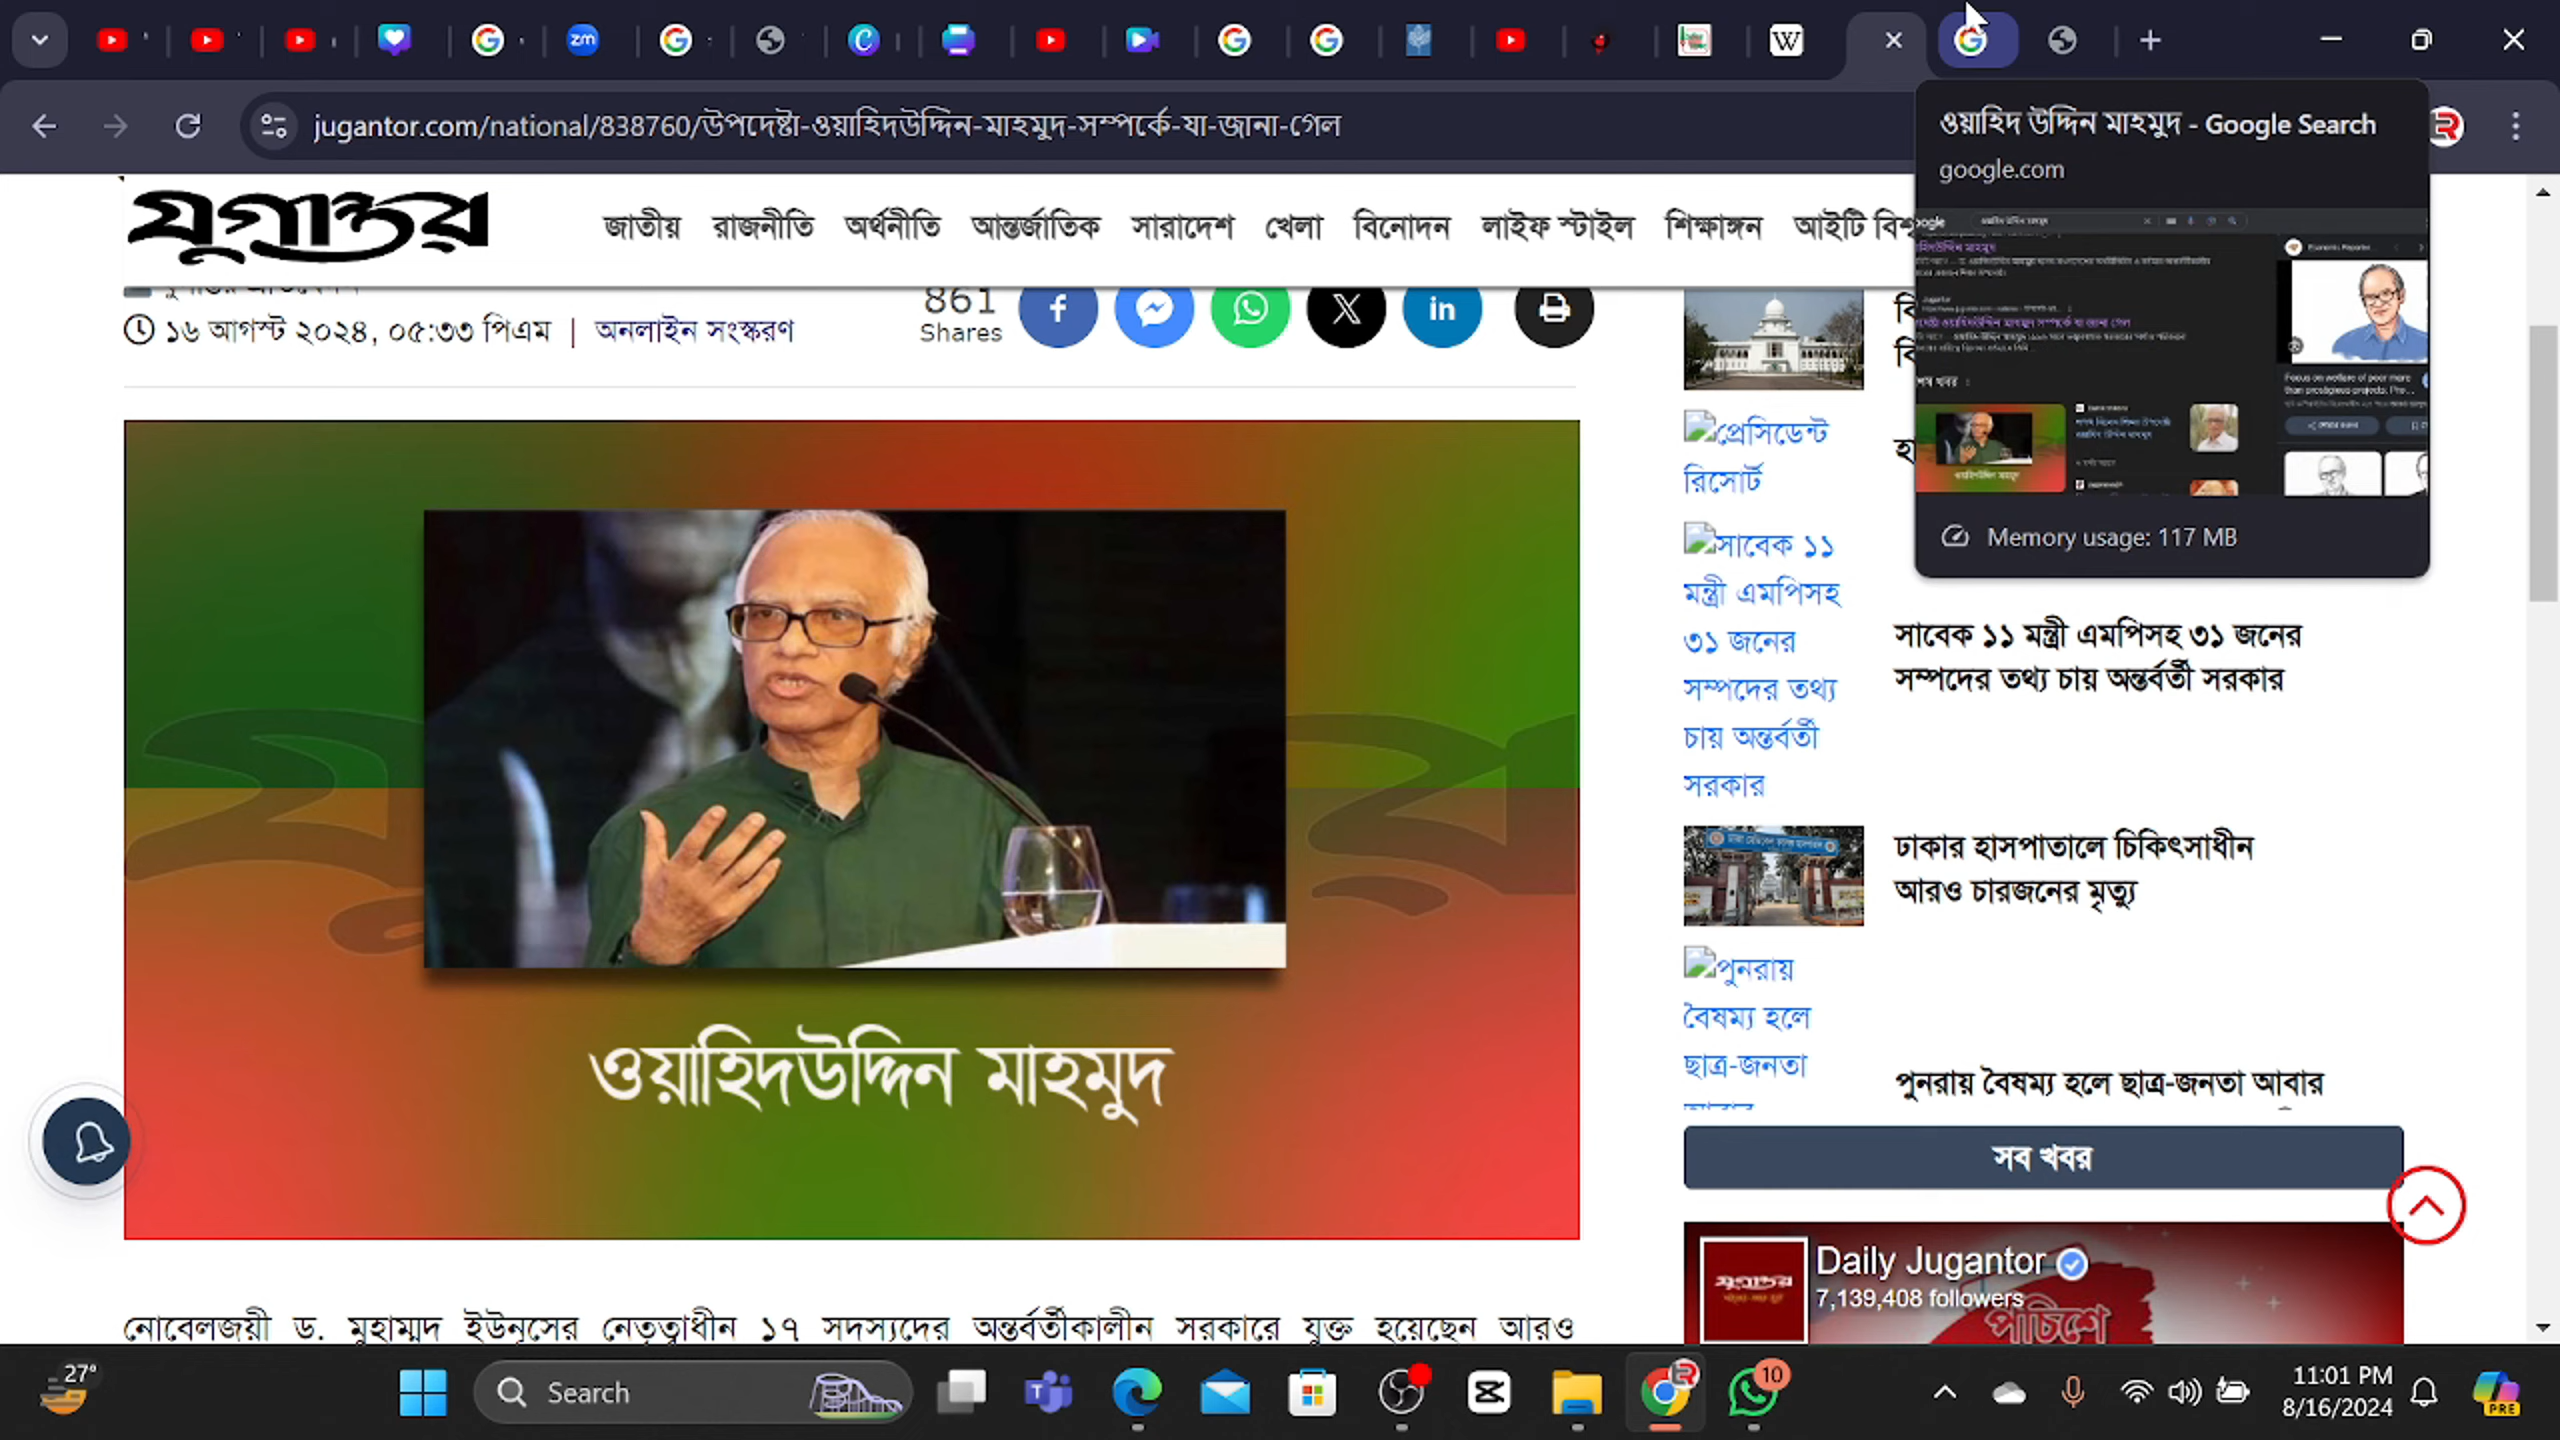 jugantor.com/national/838760/উপদেষ্টা-ওয়াহিদউদ্দিন-মাহমুদ-সম্পর্কে-যা-জানা-গেল
ওয়াহিদ উদ্দিন মাহমুদ - Google Search
google.com
Memory usage: 117 MB
যুগান্তর
জাতীয় রাজনীতি অর্থনীতি আন্তর্জাতিক সারাদেশ খেলা বিনোদন লাইফ স্টাইল শিক্ষাঙ্গন আইটি বিশ্ব
১৬ আগস্ট ২০২৪, ০৫:৩৩ পিএম | অনলাইন সংস্করণ
861
Shares
ওয়াহিদউদ্দিন মাহমুদ
নোবেলজয়ী ড. মুহাম্মদ ইউনূসের নেতৃত্বাধীন ১৭ সদস্যদের অন্তর্বর্তীকালীন সরকারে যুক্ত হয়েছেন আরও
প্রেসিডেন্ট
রিসোর্ট
সাবেক ১১
মন্ত্রী এমপিসহ
৩১ জনের
সম্পদের তথ্য
চায় অন্তর্বর্তী
সরকার
সাবেক ১১ মন্ত্রী এমপিসহ ৩১ জনের
সম্পদের তথ্য চায় অন্তর্বর্তী সরকার
ঢাকার হাসপাতালে চিকিৎসাধীন
আরও চারজনের মৃত্যু
পুনরায়
বৈষম্য হলে
ছাত্র-জনতা
পুনরায় বৈষম্য হলে ছাত্র-জনতা আবার
সব খবর
Daily Jugantor
7,139,408 followers
পঁচিশে
27°
Search
10
11:01 PM
8/16/2024
PRE